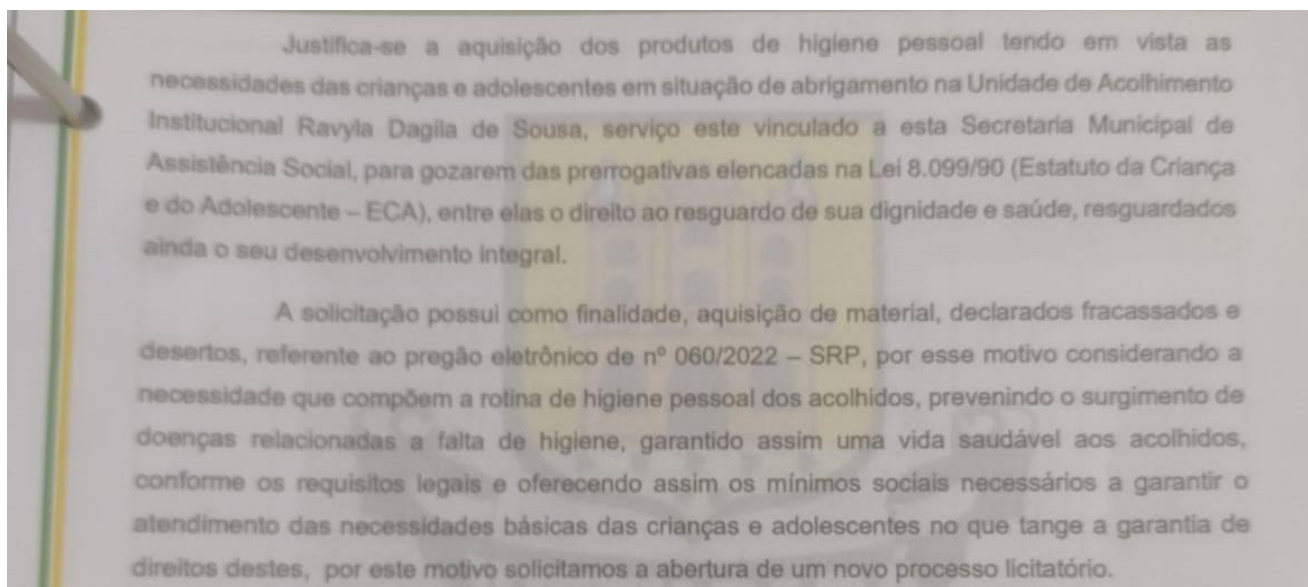 Justifica-se a aquisição dos produtos de higiene pessoal tendo em vista as
necessidades das crianças e adolescentes em situação de abrigamento na Unidade de Acolhimento
Institucional Ravyla Dagila de Sousa, serviço este vinculado a esta Secretaria Municipal de
Assistência Social, para gozarem das prerrogativas elencadas na Lei 8.099/90 (Estatuto da Criança
e do Adolescente – ECA), entre elas o direito ao resguardo de sua dignidade e saúde, resguardados
ainda o seu desenvolvimento integral.
A solicitação possui como finalidade, aquisição de material, declarados fracassados e
desertos, referente ao pregão eletrônico de nº 060/2022 – SRP, por esse motivo considerando a
necessidade que compõem a rotina de higiene pessoal dos acolhidos, prevenindo o surgimento de
doenças relacionadas a falta de higiene, garantido assim uma vida saudável aos acolhidos,
conforme os requisitos legais e oferecendo assim os mínimos sociais necessários a garantir o
atendimento das necessidades básicas das crianças e adolescentes no que tange a garantia de
direitos destes, por este motivo solicitamos a abertura de um novo processo licitatório.